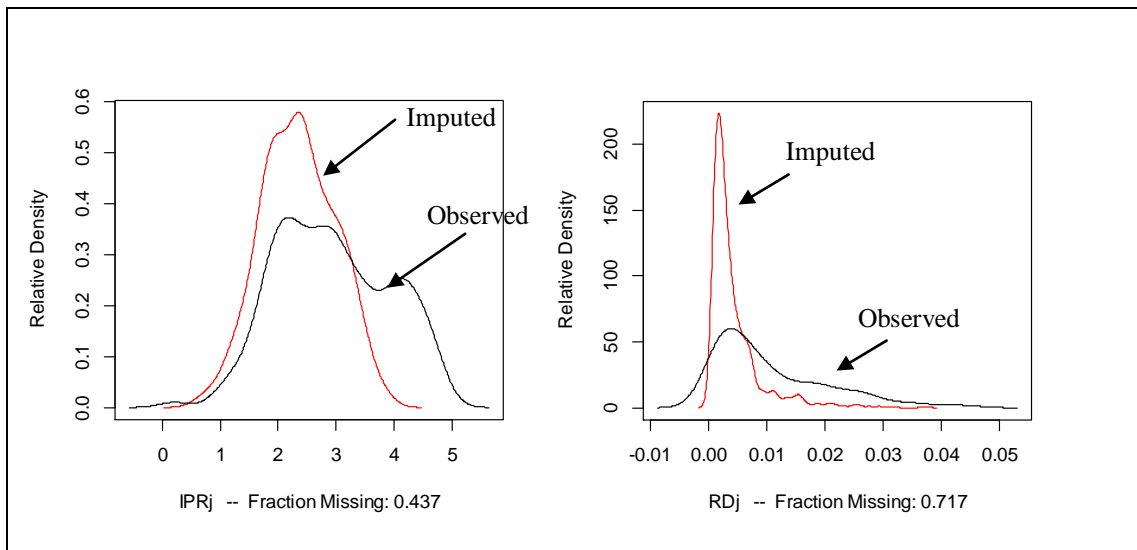 Relative Density
0.0 0.1 0.2 0.3 0.4 0.5 0.6
Imputed
Observed
0 1 2 3 4 5
IPRj -- Fraction Missing: 0.437
Relative Density
0 50 100 150 200
Imputed
Observed
-0.01 0.00 0.01 0.02 0.03 0.04 0.05
RDj -- Fraction Missing: 0.717